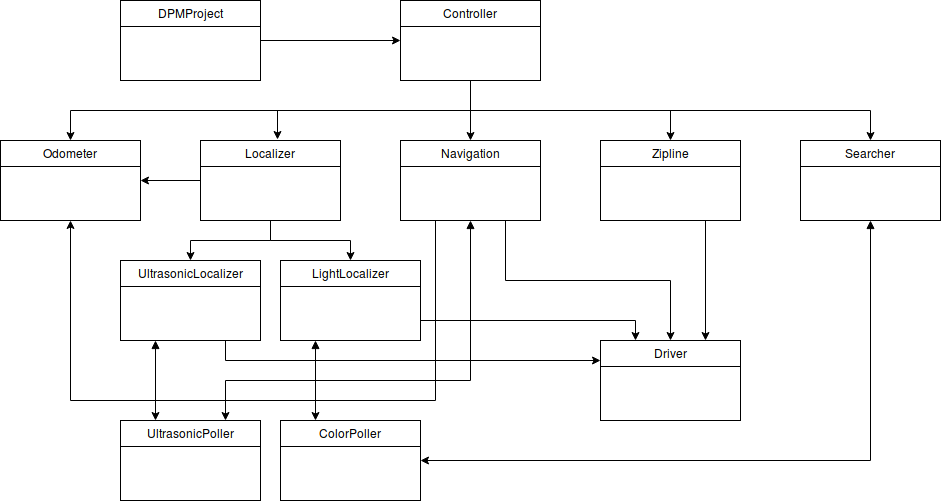 DPMProject
Controller
Odometer
Localizer
Navigation
Zipline
Searcher
UltrasonicLocalizer
LightLocalizer
Driver
UltrasonicPoller
ColorPoller